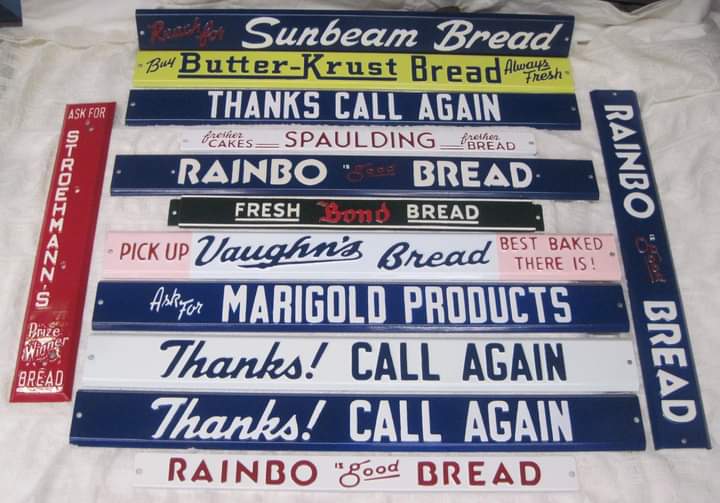 Reach for Sunbeam Bread
Buy Butter-Krust Bread Always Fresh
THANKS CALL AGAIN
fresher CAKES SPAULDING fresher BREAD
RAINBO is good BREAD
FRESH Bond BREAD
PICK UP Vaughn's Bread BEST BAKED THERE IS!
Ask For MARIGOLD PRODUCTS
Thanks! CALL AGAIN
Thanks! CALL AGAIN
RAINBO is good BREAD
ASK FOR STROEHMANN'S Prize Winner BREAD
RAINBO is good BREAD